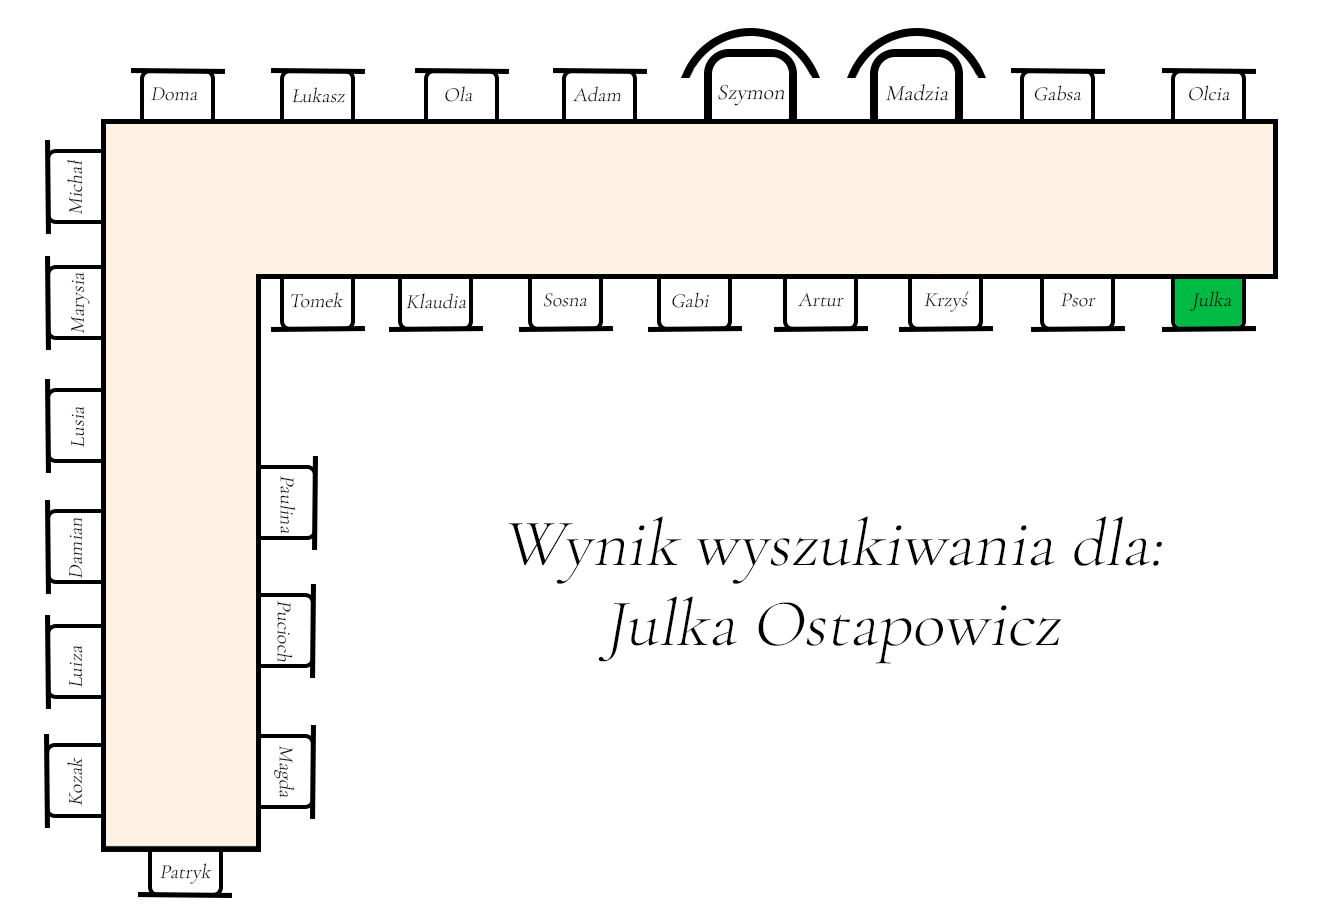 Doma
Łukasz
Ola
Adam
Szymon
Madzia
Gabsa
Olcia
Michał
Marysia
Lusia
Damian
Luiza
Kozak
Tomek
Klaudia
Sosna
Gabi
Artur
Krzyś
Psor
Julka
Paulina
Pucioch
Magda
Patryk
Wynik wyszukiwania dla:
Julka Ostapowicz